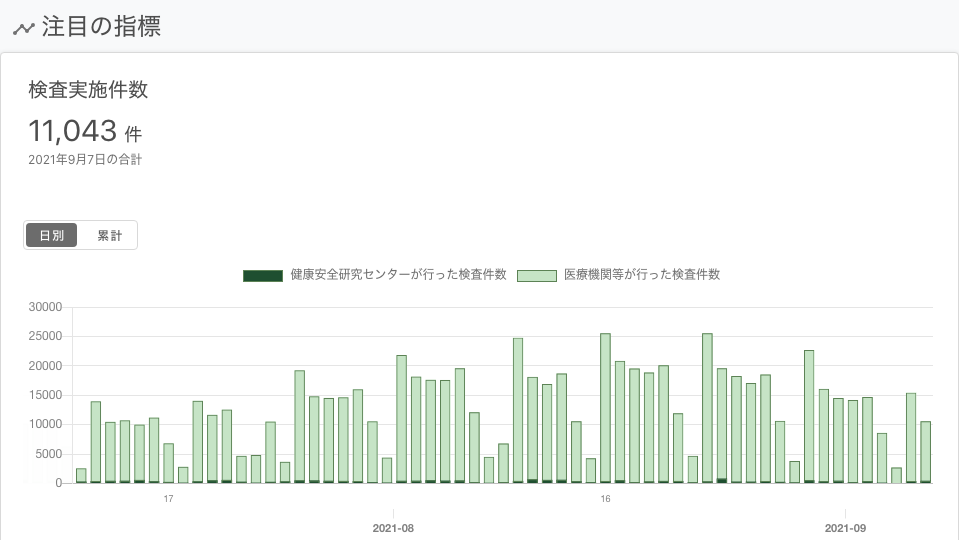 注目の指標
検査実施件数
11,043 件
2021年9月7日の合計
日別 累計
健康安全研究センターが行った検査件数 医療機関等が行った検査件数
30000
25000
20000
15000
10000
5000
0
17 16
2021-08 2021-09